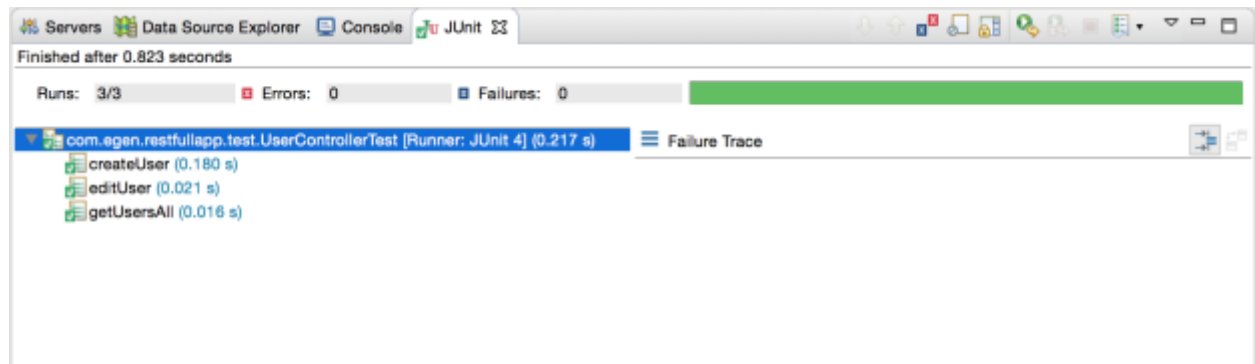 Servers Data Source Explorer Console JUnit
Finished after 0.823 seconds
Runs: 3/3 Errors: 0 Failures: 0
com.egen.restfullapp.test.UserControllerTest [Runner: JUnit 4] (0.217 s) Failure Trace
createUser (0.180 s)
editUser (0.021 s)
getUsersAll (0.016 s)